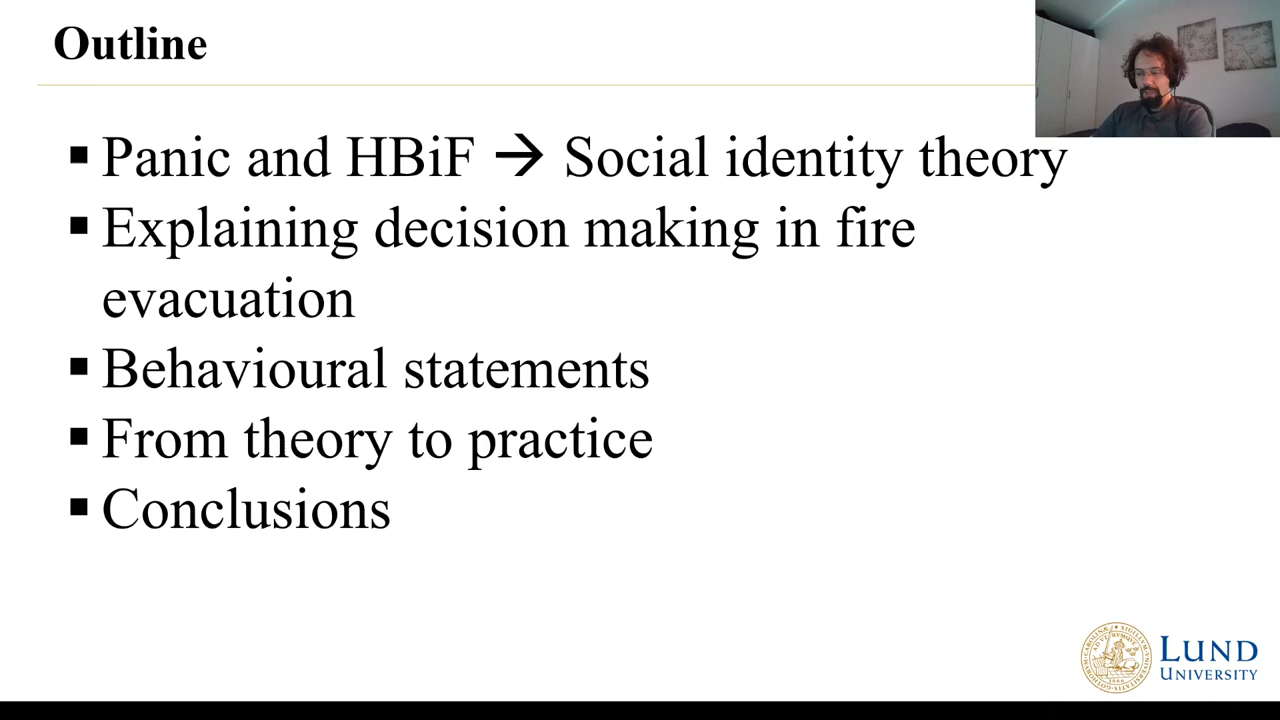 Outline
▪ Panic and HBiF → Social identity theory
▪ Explaining decision making in fire
evacuation
▪ Behavioural statements
▪ From theory to practice
▪ Conclusions
LUND
UNIVERSITY